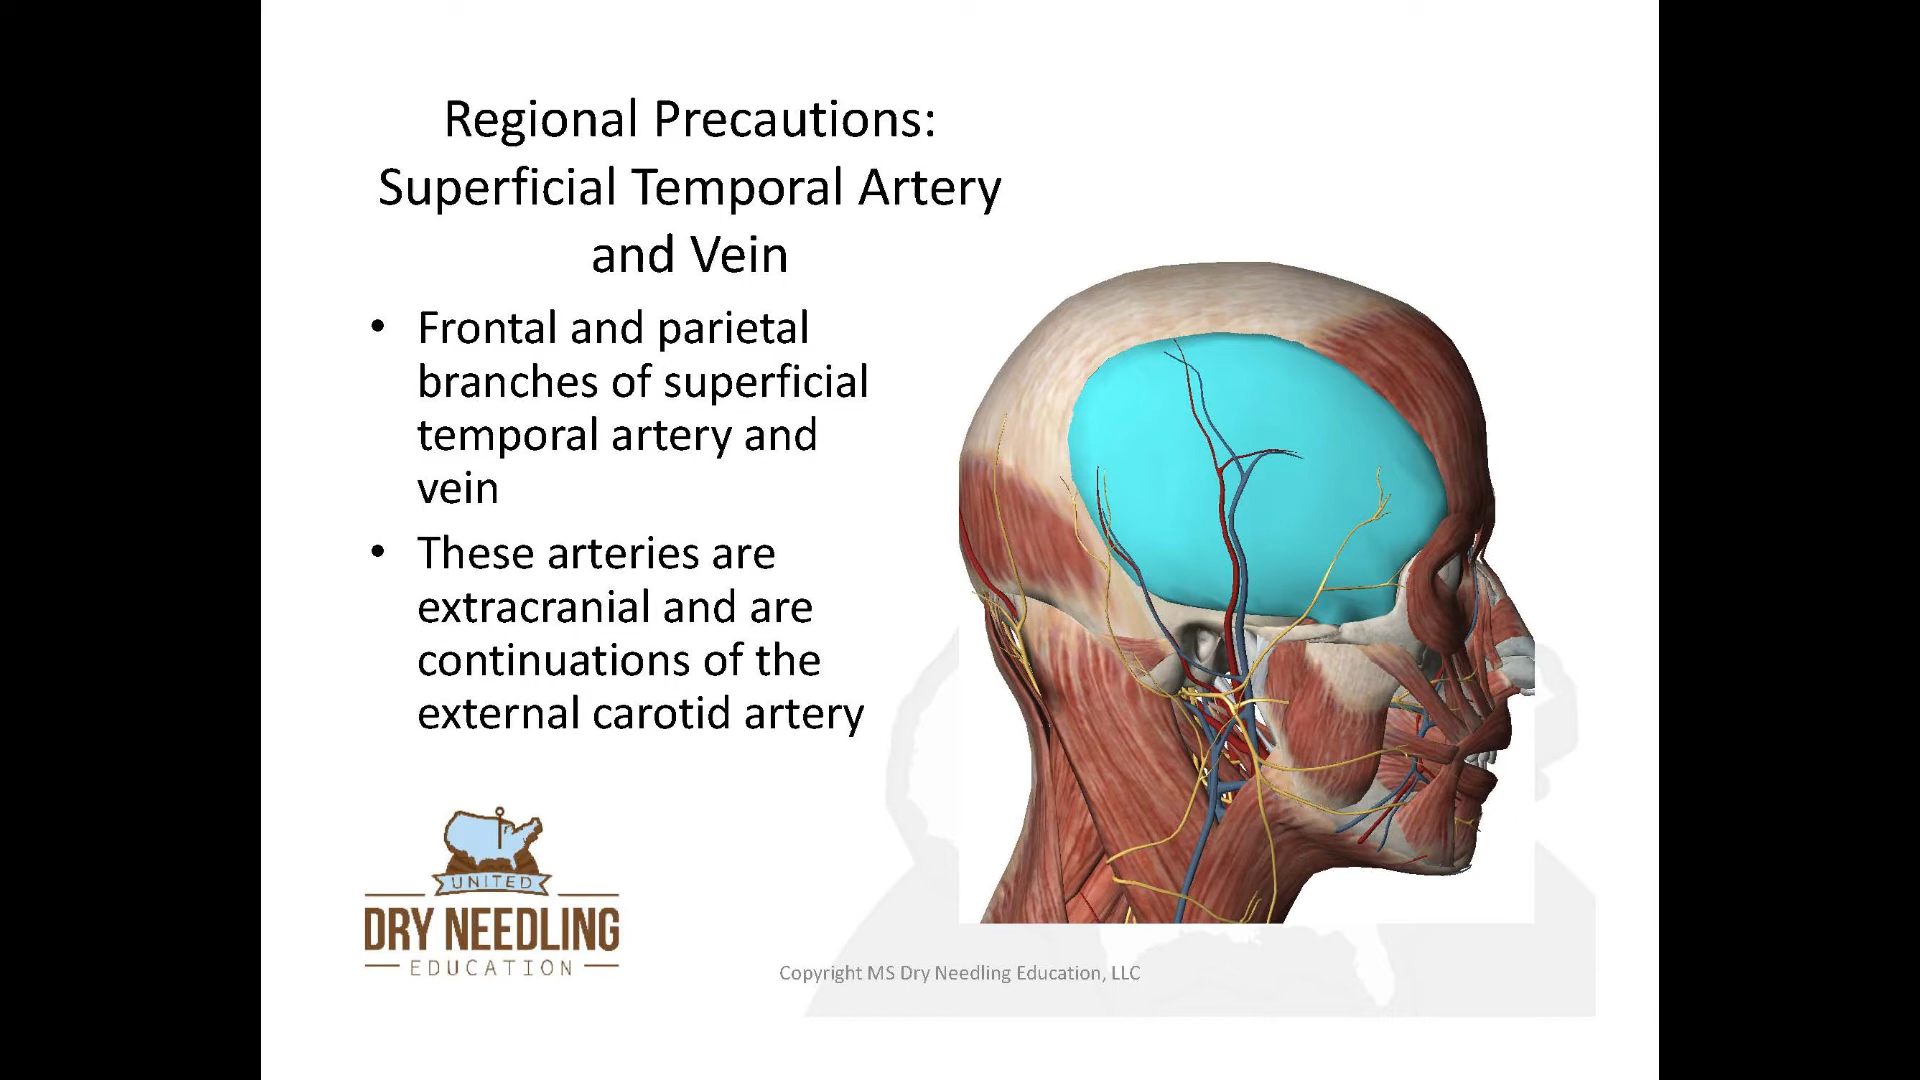 Regional Precautions:
Superficial Temporal Artery
and Vein
• Frontal and parietal
branches of superficial
temporal artery and
vein
• These arteries are
extracranial and are
continuations of the
external carotid artery
UNITED
DRY NEEDLING
EDUCATION
Copyright MS Dry Needling Education, LLC